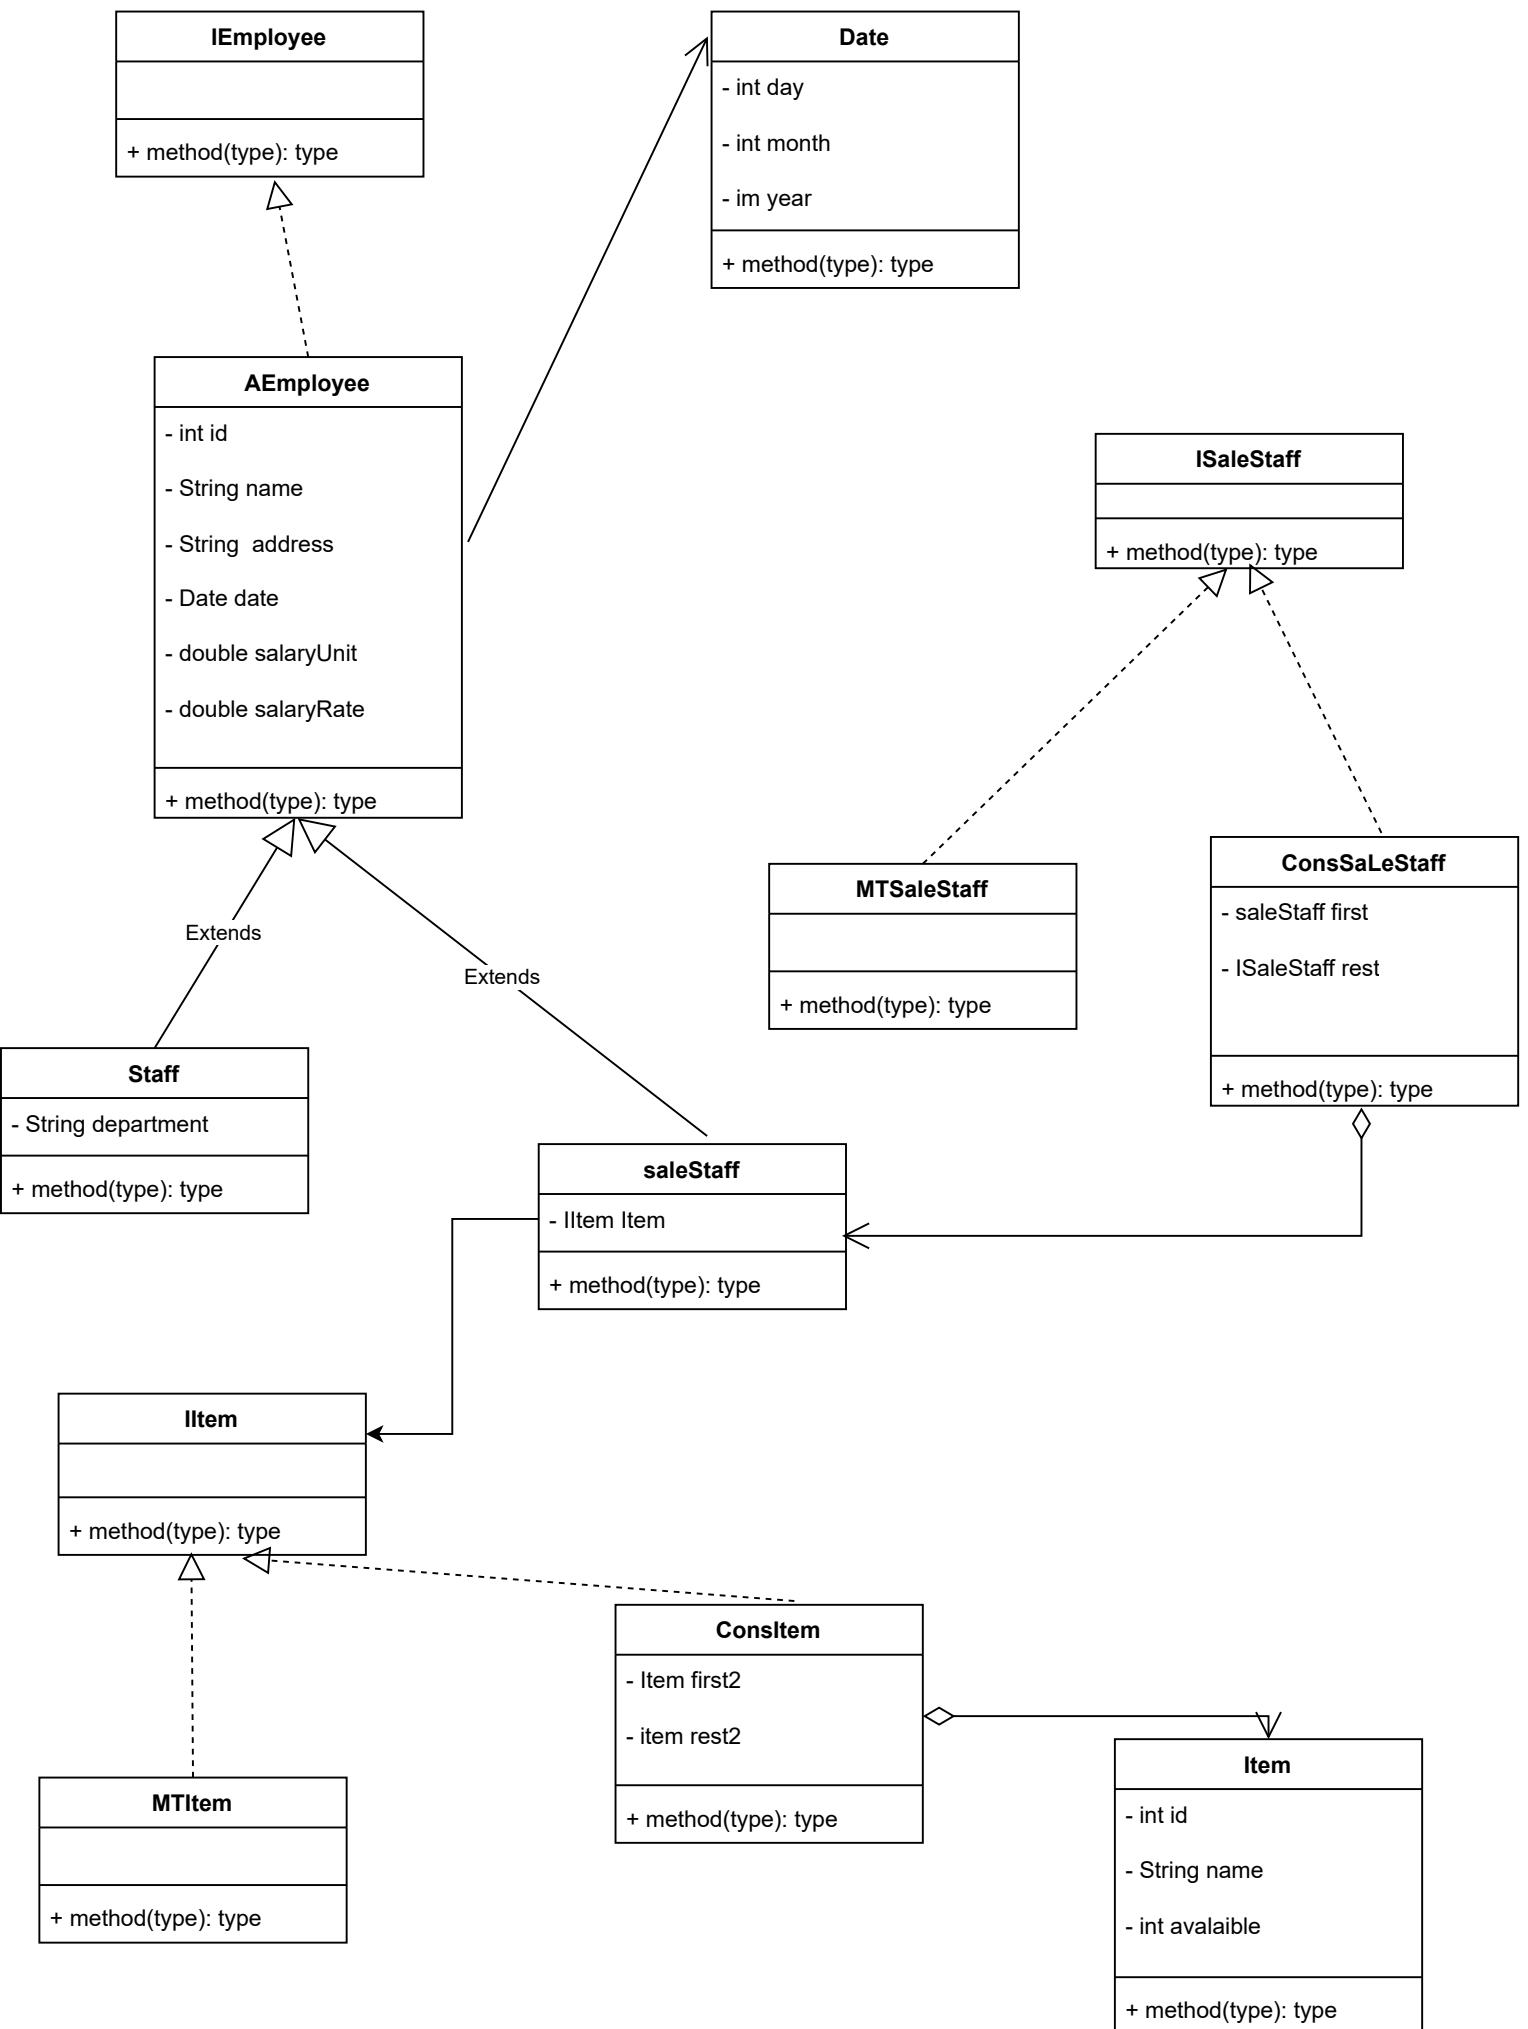 IEmployee
+ method(type): type
Date
- int day
- int month
- im year
+ method(type): type
AEmployee
- int id
- String name
- String  address
- Date date
- double salaryUnit
- double salaryRate
+ method(type): type
ISaleStaff
+ method(type): type
MTSaleStaff
+ method(type): type
ConsSaLeStaff
- saleStaff first
- ISaleStaff rest
+ method(type): type
Extends
Extends
Staff
- String department
+ method(type): type
saleStaff
- IItem Item
+ method(type): type
IItem
+ method(type): type
ConsItem
- Item first2
- item rest2
+ method(type): type
MTItem
+ method(type): type
Item
- int id
- String name
- int avalaible
+ method(type): type